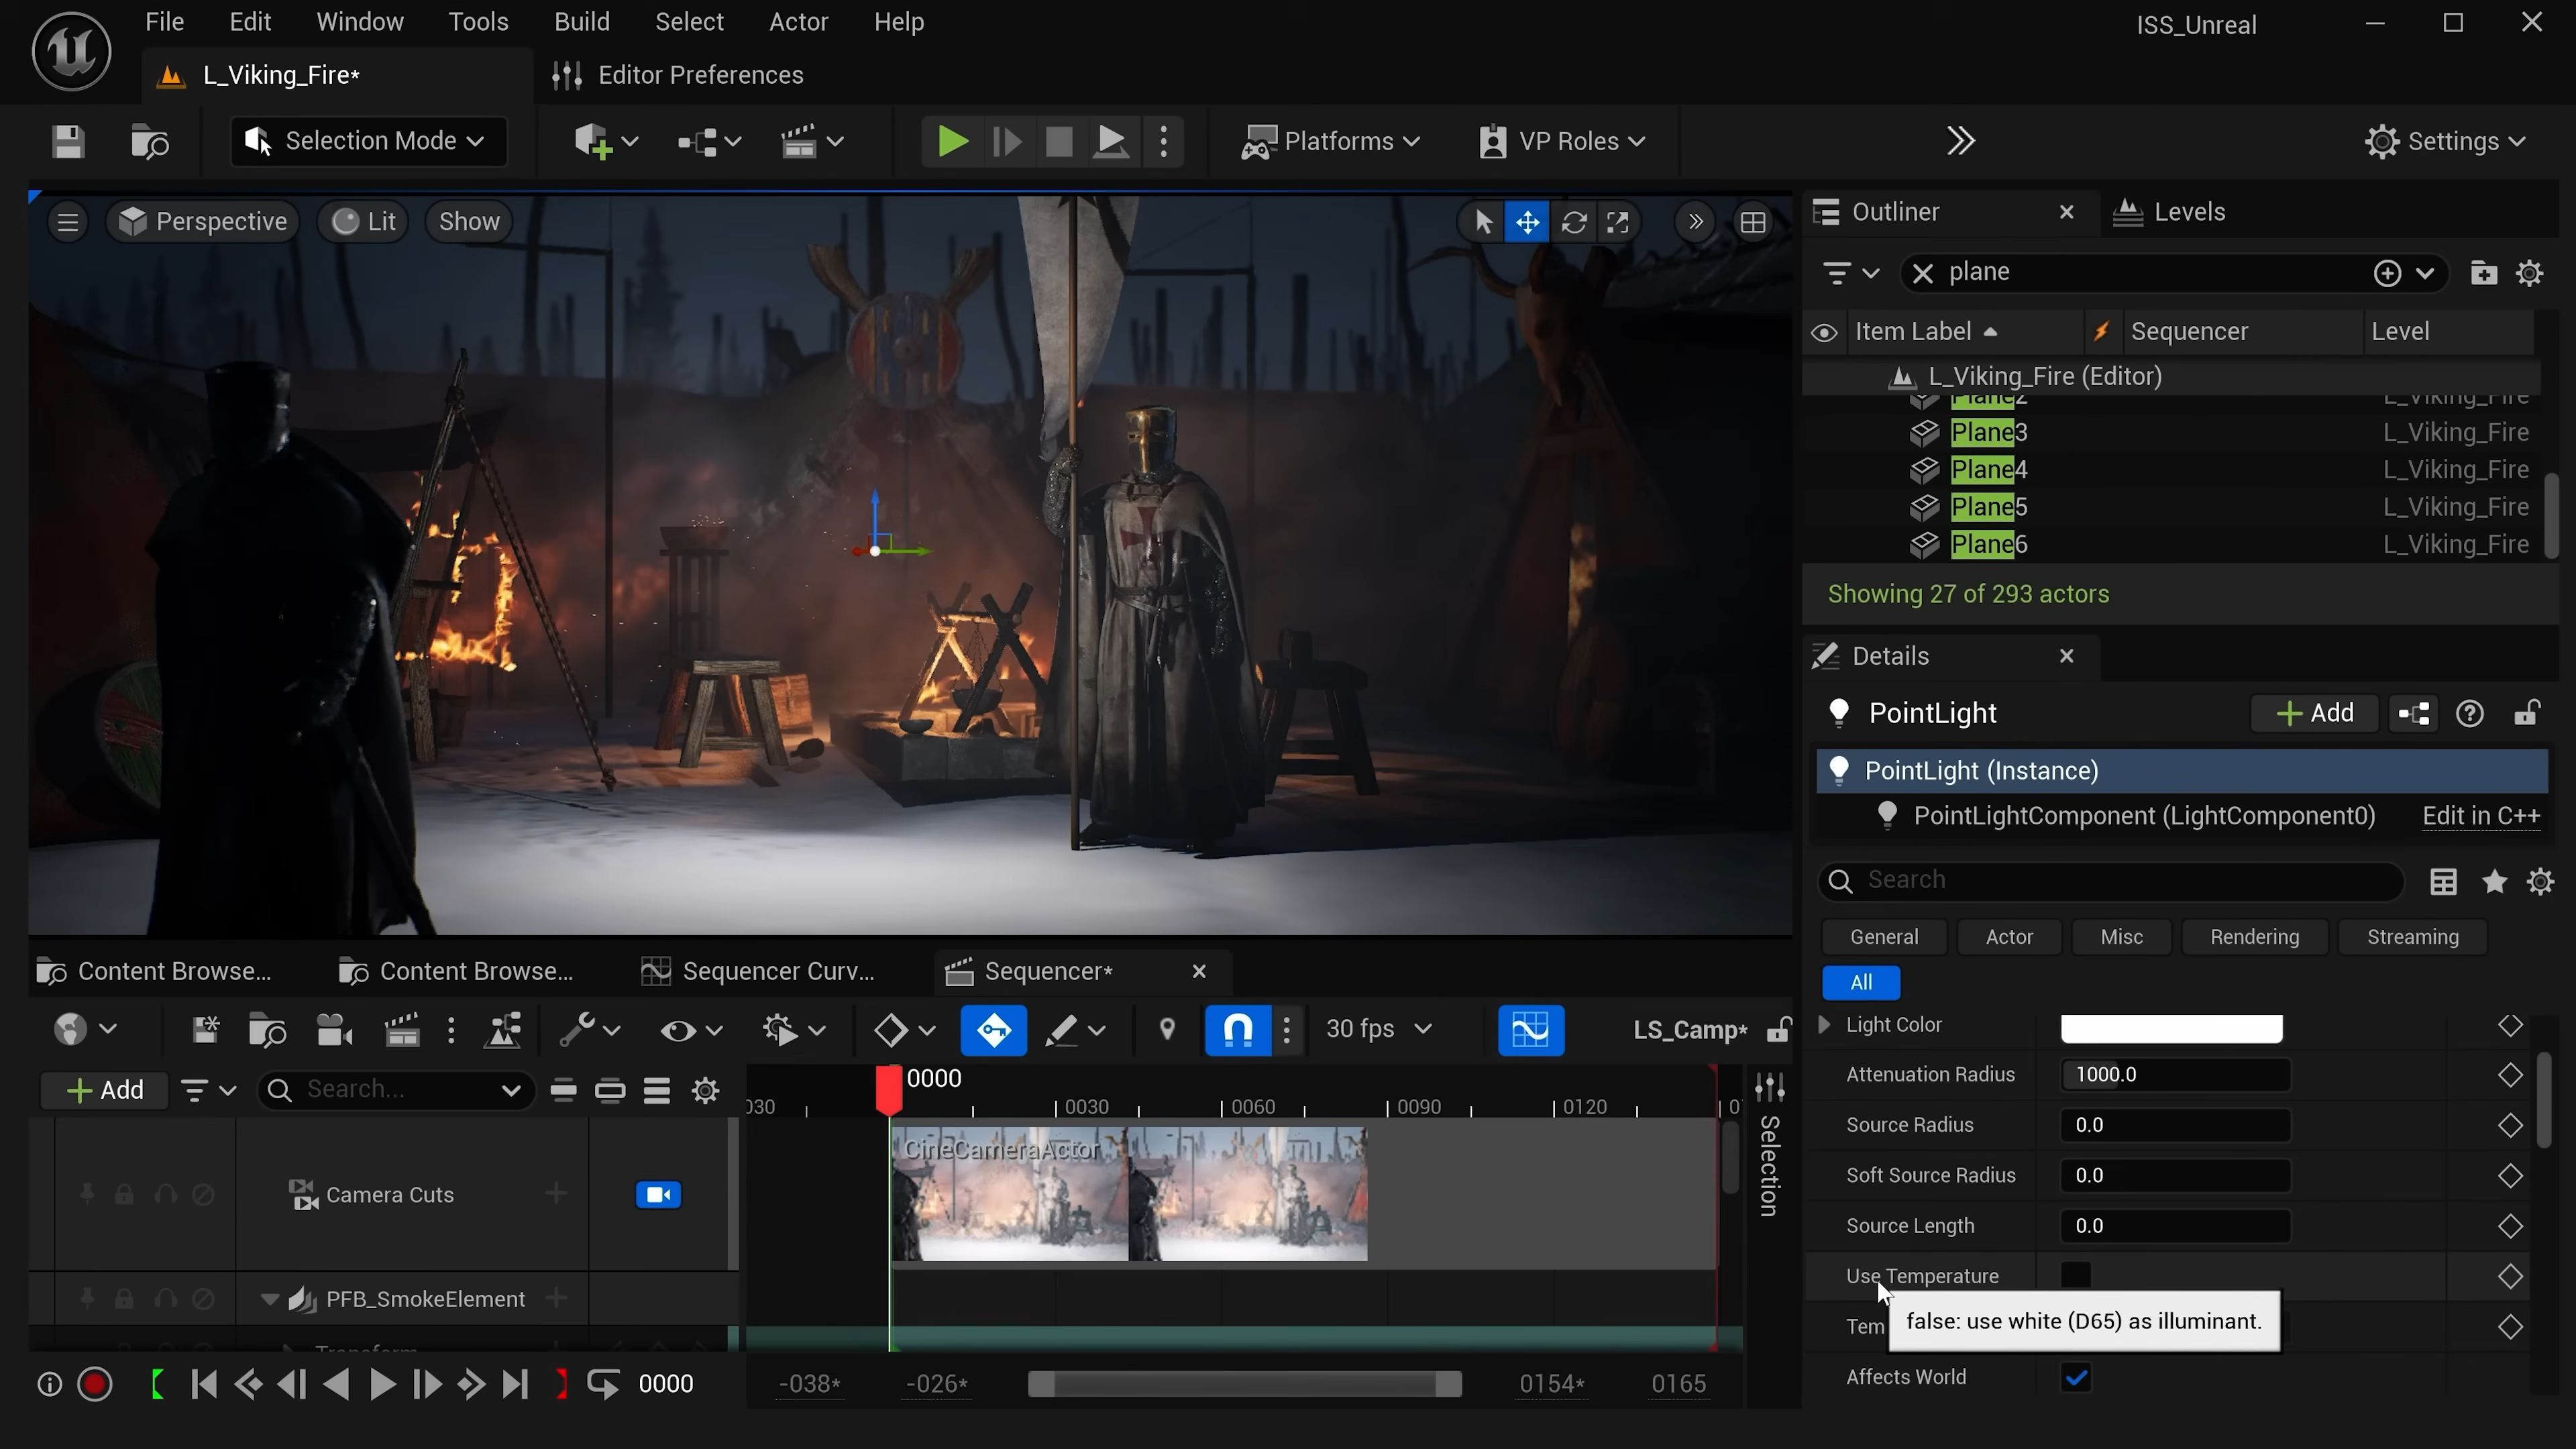 File Edit Window Tools Build Select Actor Help
ISS_Unreal
L_Viking_Fire*
Editor Preferences
Selection Mode
Platforms
VP Roles
Settings
Perspective
Lit
Show
Outliner
Levels
plane
Item Label
Sequencer
Level
L_Viking_Fire (Editor)
Plane2 L_Viking_Fire
Plane3 L_Viking_Fire
Plane4 L_Viking_Fire
Plane5 L_Viking_Fire
Plane6 L_Viking_Fire
Showing 27 of 293 actors
Details
PointLight
Add
PointLight (Instance)
PointLightComponent (LightComponent0) Edit in C++
Search
General Actor Misc Rendering Streaming
All
Light Color
Attenuation Radius 1000.0
Source Radius 0.0
Soft Source Radius 0.0
Source Length 0.0
Use Temperature
Tem
false: use white (D65) as illuminant.
Affects World
Content Browse...
Content Browse...
Sequencer Curv...
Sequencer*
30 fps
LS_Camp*
Add
Search...
0000
030 0030 0060 0090 0120
CineCameraActor
Selection
Camera Cuts
PFB_SmokeElement
Transform
0000
-038* -026* 0154* 0165